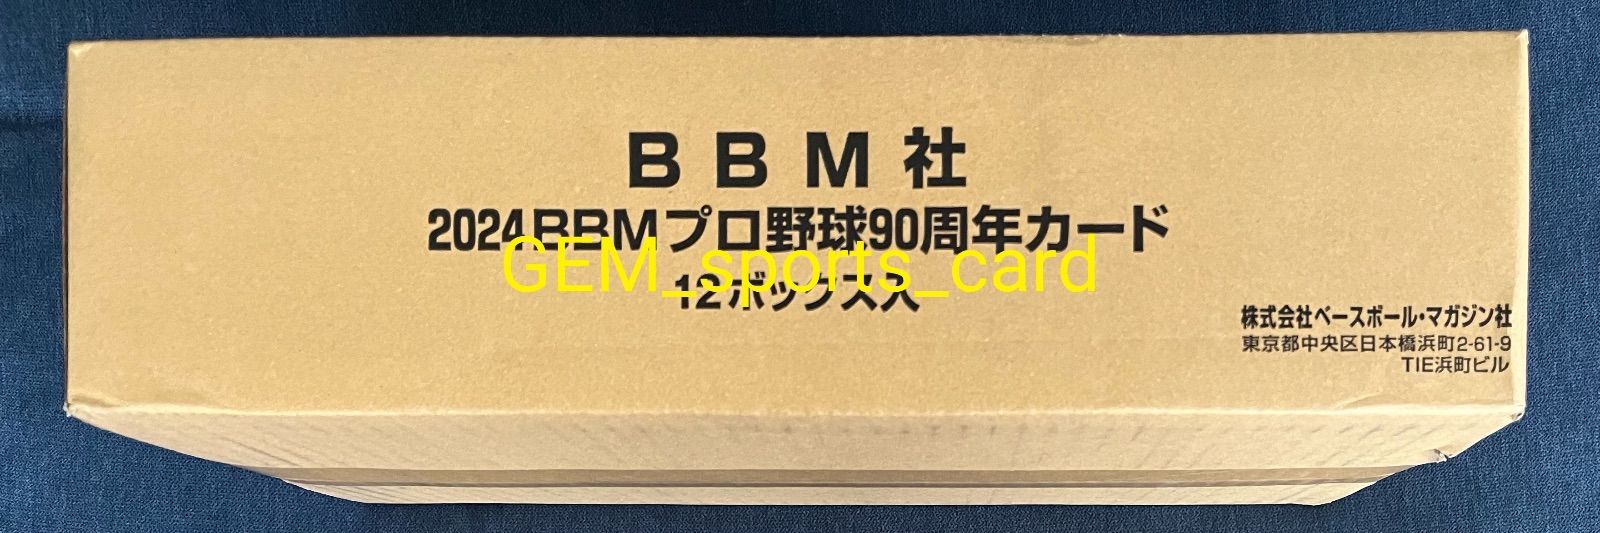 BBM社
2024BBMプロ野球90周年カード
GEM_sports_card
12ボックス入
株式会社ベースボール・マガジン社
東京都中央区日本橋浜町2-61-9
TIE浜町ビル